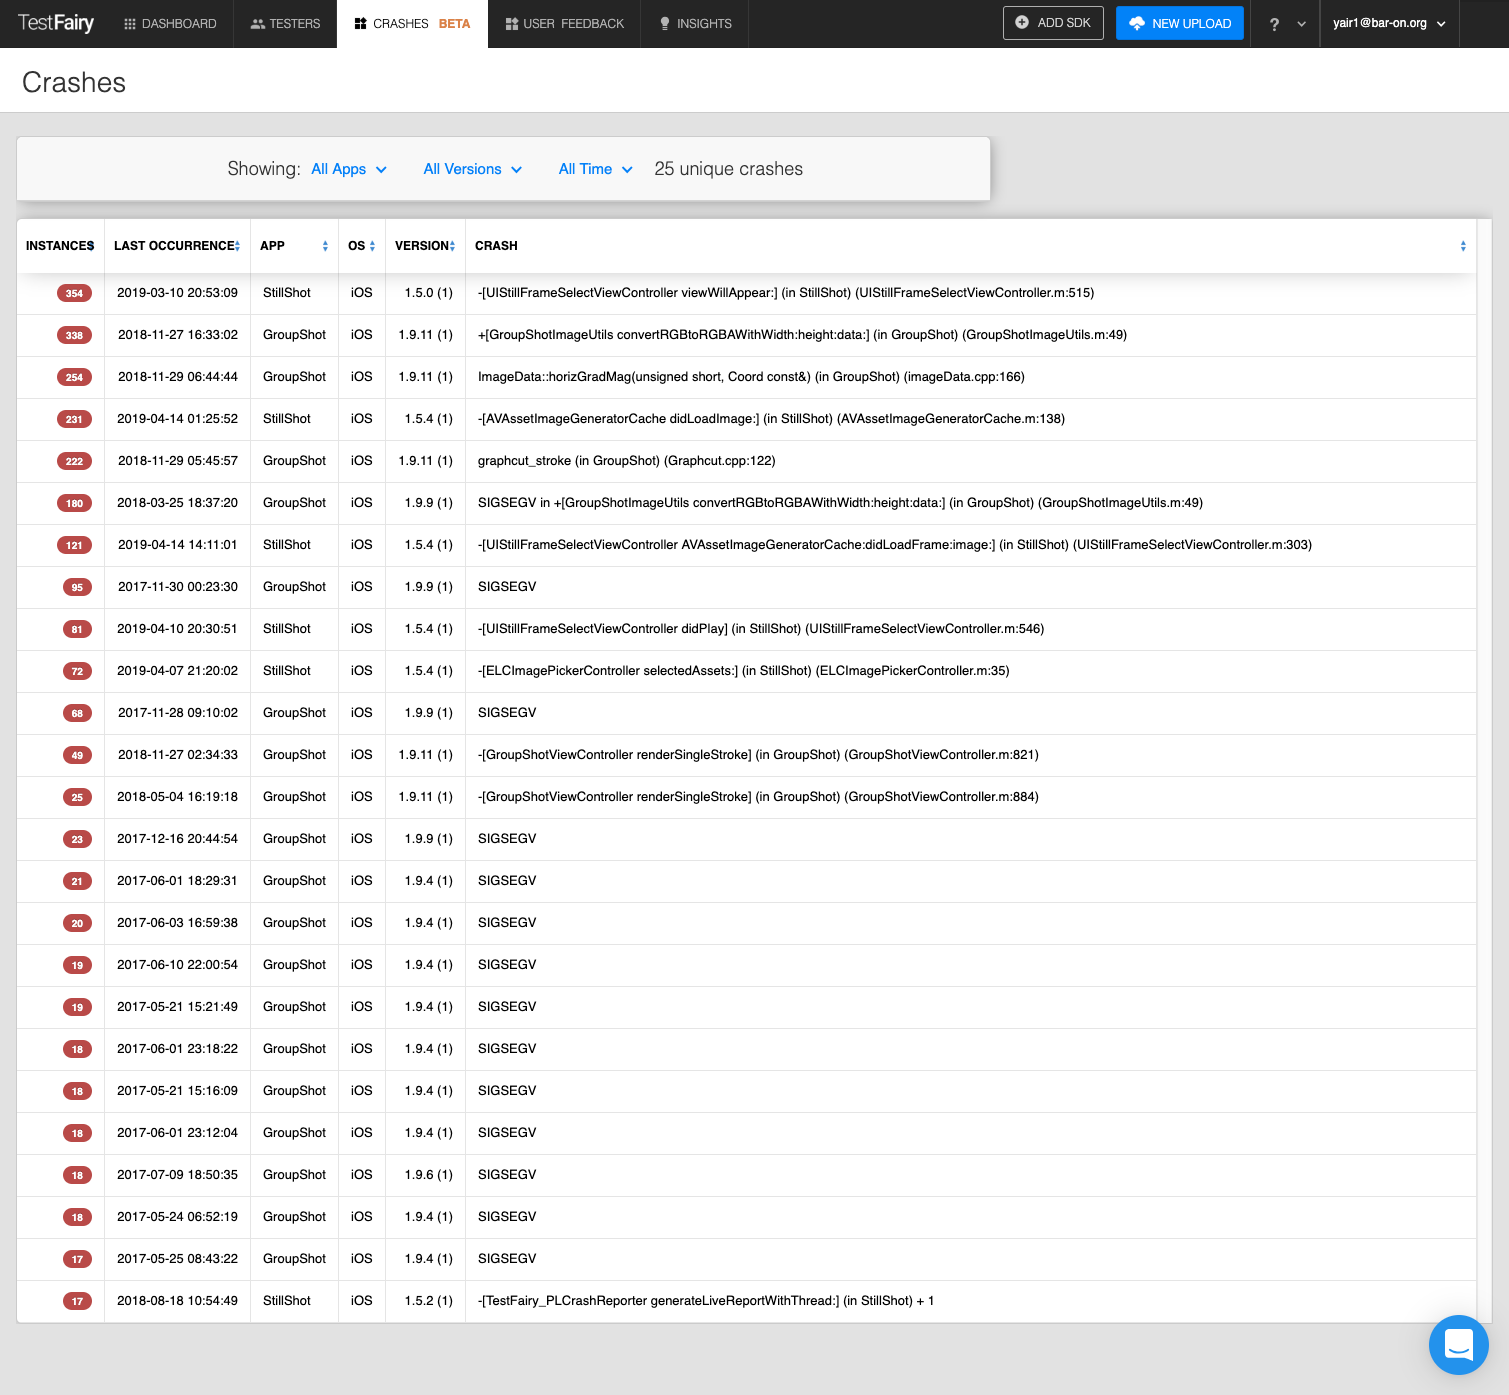 TestFairy DASHBOARD TESTERS CRASHES BETA USER FEEDBACK INSIGHTS ADD SDK NEW UPLOAD ? yair1@bar-on.org
Crashes
Showing: All Apps All Versions All Time 25 unique crashes
INSTANCES LAST OCCURRENCE APP OS VERSION CRASH
354 2019-03-10 20:53:09 StillShot iOS 1.5.0 (1) -[UIStillFrameSelectViewController viewWillAppear:] (in StillShot) (UIStillFrameSelectViewController.m:515)
338 2018-11-27 16:33:02 GroupShot iOS 1.9.11 (1) +[GroupShotImageUtils convertRGBtoRGBAWithWidth:height:data:] (in GroupShot) (GroupShotImageUtils.m:49)
254 2018-11-29 06:44:44 GroupShot iOS 1.9.11 (1) ImageData::horizGradMag(unsigned short, Coord const&) (in GroupShot) (imageData.cpp:166)
231 2019-04-14 01:25:52 StillShot iOS 1.5.4 (1) -[AVAssetImageGeneratorCache didLoadImage:] (in StillShot) (AVAssetImageGeneratorCache.m:138)
222 2018-11-29 05:45:57 GroupShot iOS 1.9.11 (1) graphcut_stroke (in GroupShot) (Graphcut.cpp:122)
180 2018-03-25 18:37:20 GroupShot iOS 1.9.9 (1) SIGSEGV in +[GroupShotImageUtils convertRGBtoRGBAWithWidth:height:data:] (in GroupShot) (GroupShotImageUtils.m:49)
121 2019-04-14 14:11:01 StillShot iOS 1.5.4 (1) -[UIStillFrameSelectViewController AVAssetImageGeneratorCache:didLoadFrame:image:] (in StillShot) (UIStillFrameSelectViewController.m:303)
95 2017-11-30 00:23:30 GroupShot iOS 1.9.9 (1) SIGSEGV
81 2019-04-10 20:30:51 StillShot iOS 1.5.4 (1) -[UIStillFrameSelectViewController didPlay] (in StillShot) (UIStillFrameSelectViewController.m:546)
72 2019-04-07 21:20:02 StillShot iOS 1.5.4 (1) -[ELCImagePickerController selectedAssets:] (in StillShot) (ELCImagePickerController.m:35)
68 2017-11-28 09:10:02 GroupShot iOS 1.9.9 (1) SIGSEGV
49 2018-11-27 02:34:33 GroupShot iOS 1.9.11 (1) -[GroupShotViewController renderSingleStroke] (in GroupShot) (GroupShotViewController.m:821)
25 2018-05-04 16:19:18 GroupShot iOS 1.9.11 (1) -[GroupShotViewController renderSingleStroke] (in GroupShot) (GroupShotViewController.m:884)
23 2017-12-16 20:44:54 GroupShot iOS 1.9.9 (1) SIGSEGV
21 2017-06-01 18:29:31 GroupShot iOS 1.9.4 (1) SIGSEGV
20 2017-06-03 16:59:38 GroupShot iOS 1.9.4 (1) SIGSEGV
19 2017-06-10 22:00:54 GroupShot iOS 1.9.4 (1) SIGSEGV
19 2017-05-21 15:21:49 GroupShot iOS 1.9.4 (1) SIGSEGV
18 2017-06-01 23:18:22 GroupShot iOS 1.9.4 (1) SIGSEGV
18 2017-05-21 15:16:09 GroupShot iOS 1.9.4 (1) SIGSEGV
18 2017-06-01 23:12:04 GroupShot iOS 1.9.4 (1) SIGSEGV
18 2017-07-09 18:50:35 GroupShot iOS 1.9.6 (1) SIGSEGV
18 2017-05-24 06:52:19 GroupShot iOS 1.9.4 (1) SIGSEGV
17 2017-05-25 08:43:22 GroupShot iOS 1.9.4 (1) SIGSEGV
17 2018-08-18 10:54:49 StillShot iOS 1.5.2 (1) -[TestFairy_PLCrashReporter generateLiveReportWithThread:] (in StillShot) + 1